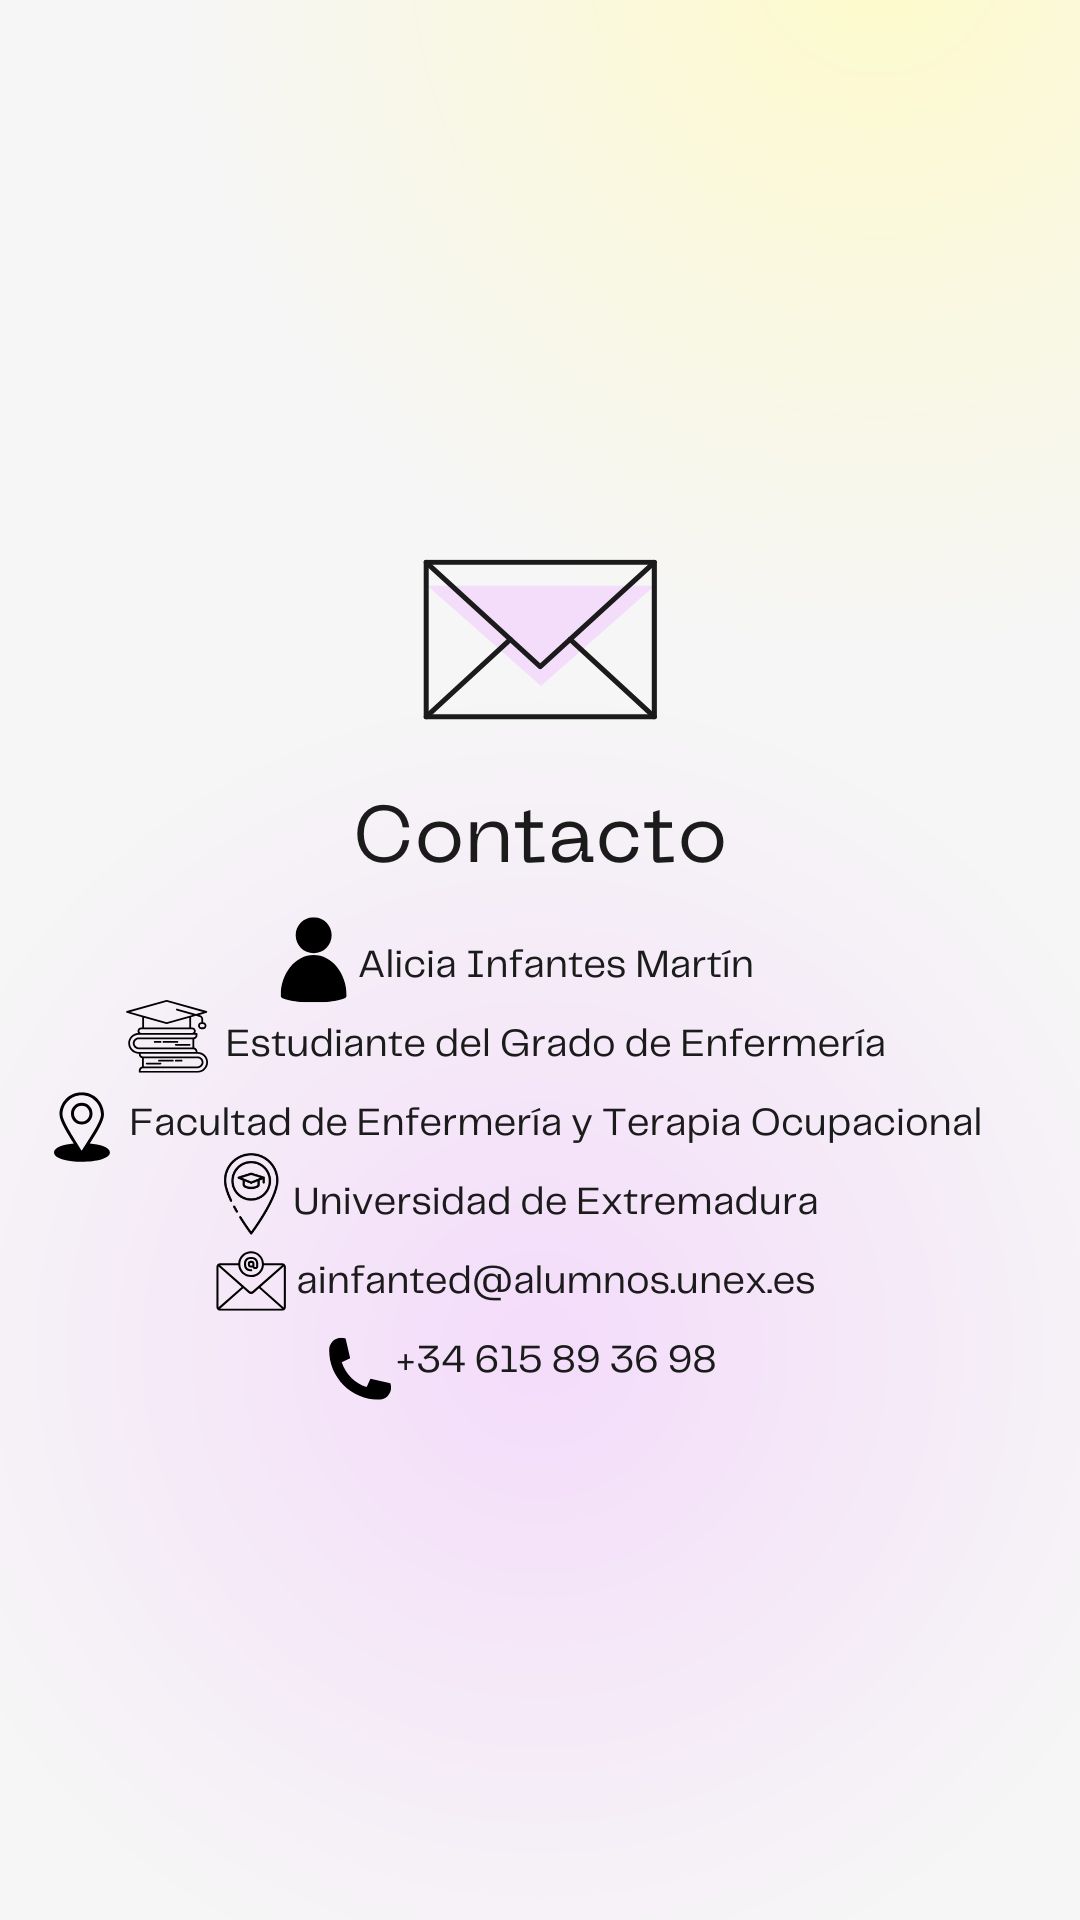 Contacto
Alicia Infantes Martín
Estudiante del Grado de Enfermería
Facultad de Enfermería y Terapia Ocupacional
Universidad de Extremadura
ainfanted@alumnos.unex.es
+34 615 89 36 98